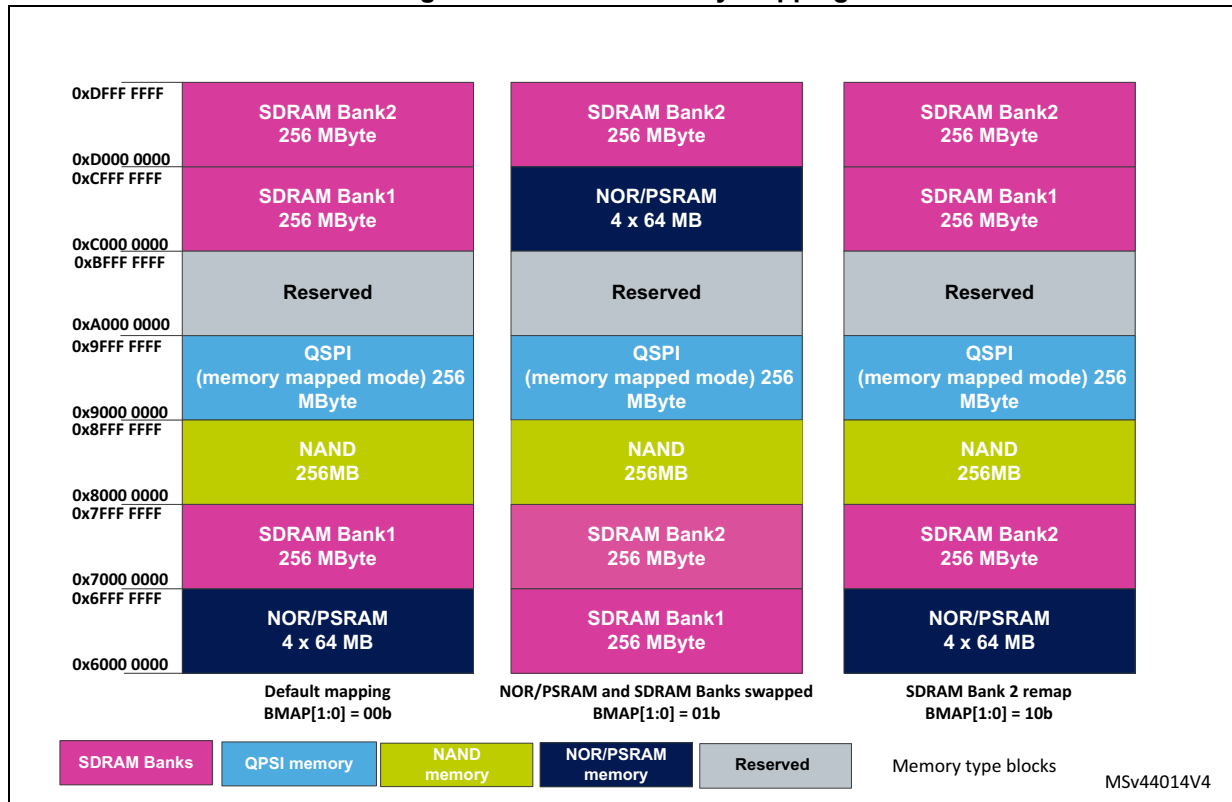 0xDFFF FFFF
SDRAM Bank2
256 MByte
SDRAM Bank2
256 MByte
SDRAM Bank2
256 MByte
0xD000 0000
0xCFFF FFFF
SDRAM Bank1
256 MByte
NOR/PSRAM
4 x 64 MB
SDRAM Bank1
256 MByte
0xC000 0000
0xBFFF FFFF
Reserved
Reserved
Reserved
0xA000 0000
0x9FFF FFFF
QSPI
(memory mapped mode) 256
MByte
QSPI
(memory mapped mode) 256
MByte
QSPI
(memory mapped mode) 256
MByte
0x9000 0000
0x8FFF FFFF
NAND
256MB
NAND
256MB
NAND
256MB
0x8000 0000
0x7FFF FFFF
SDRAM Bank1
256 MByte
SDRAM Bank2
256 MByte
SDRAM Bank2
256 MByte
0x7000 0000
0x6FFF FFFF
NOR/PSRAM
4 x 64 MB
SDRAM Bank1
256 MByte
NOR/PSRAM
4 x 64 MB
0x6000 0000
Default mapping
BMAP[1:0] = 00b
NOR/PSRAM and SDRAM Banks swapped
BMAP[1:0] = 01b
SDRAM Bank 2 remap
BMAP[1:0] = 10b
SDRAM Banks
QPSI memory
NAND
memory
NOR/PSRAM
memory
Reserved
Memory type blocks
MSv44014V4